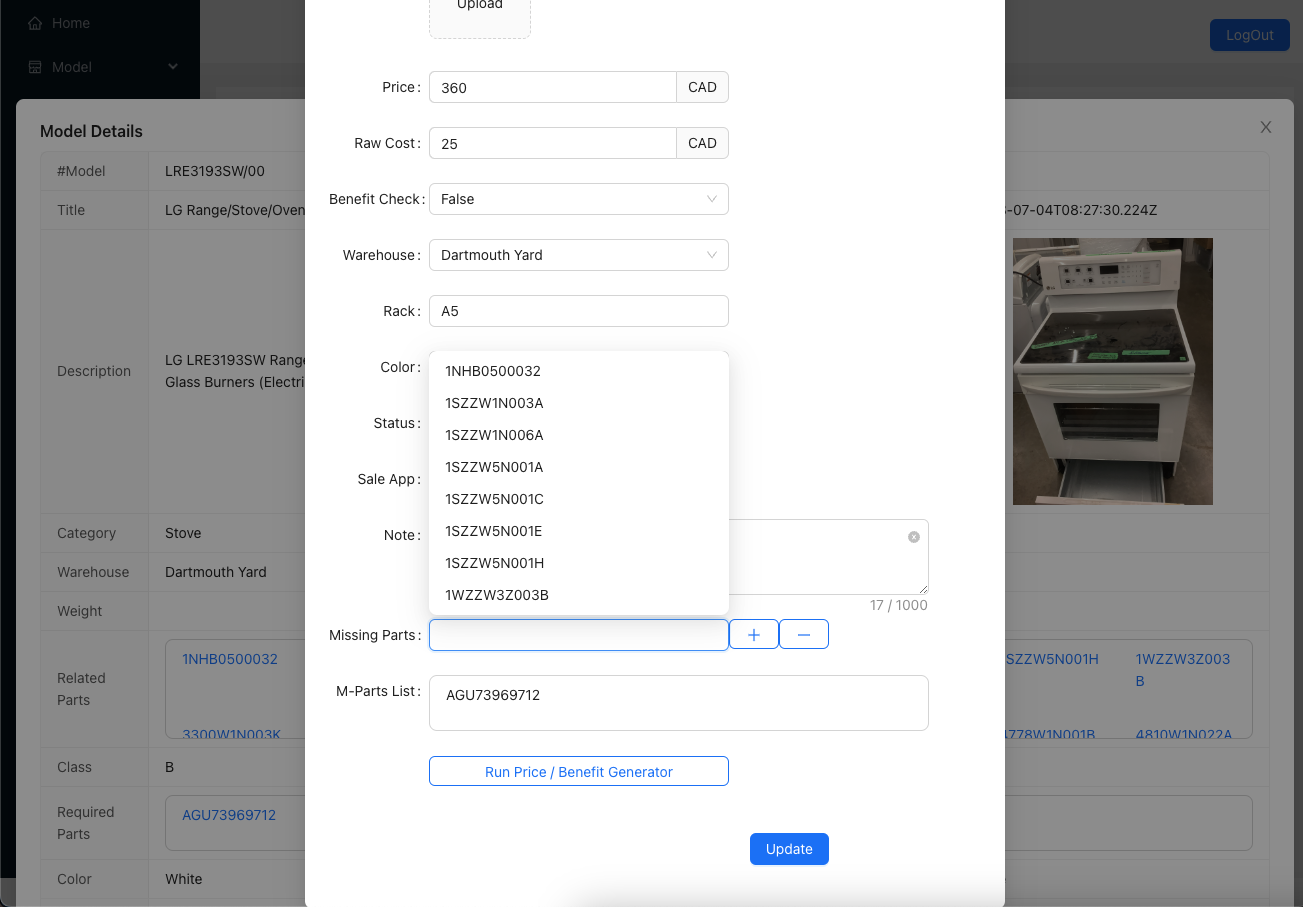 Home
Upload
LogOut
Model
Price :
360
CAD
Model Details
Raw Cost :
25
CAD
#Model
LRE3193SW/00
Benefit Check :
False
Title
LG Range/Stove/Oven
-07-04T08:27:30.224Z
Warehouse :
Dartmouth Yard
Rack :
A5
Description
LG LRE3193SW Range
Glass Burners (Electri
Color :
Status :
Sale App :
Note :
1NHB0500032
1SZZW1N003A
1SZZW1N006A
1SZZW5N001A
1SZZW5N001C
1SZZW5N001E
1SZZW5N001H
1WZZW3Z003B
17 / 1000
Category
Stove
Warehouse
Dartmouth Yard
Weight
Missing Parts :
+
−
Related
Parts
1NHB0500032
SZZW5N001H
1WZZW3Z003
B
3300W1N003K
4778W1N001B
4810W1N022A
M-Parts List :
AGU73969712
Class
B
Run Price / Benefit Generator
Required
Parts
AGU73969712
Update
Color
White